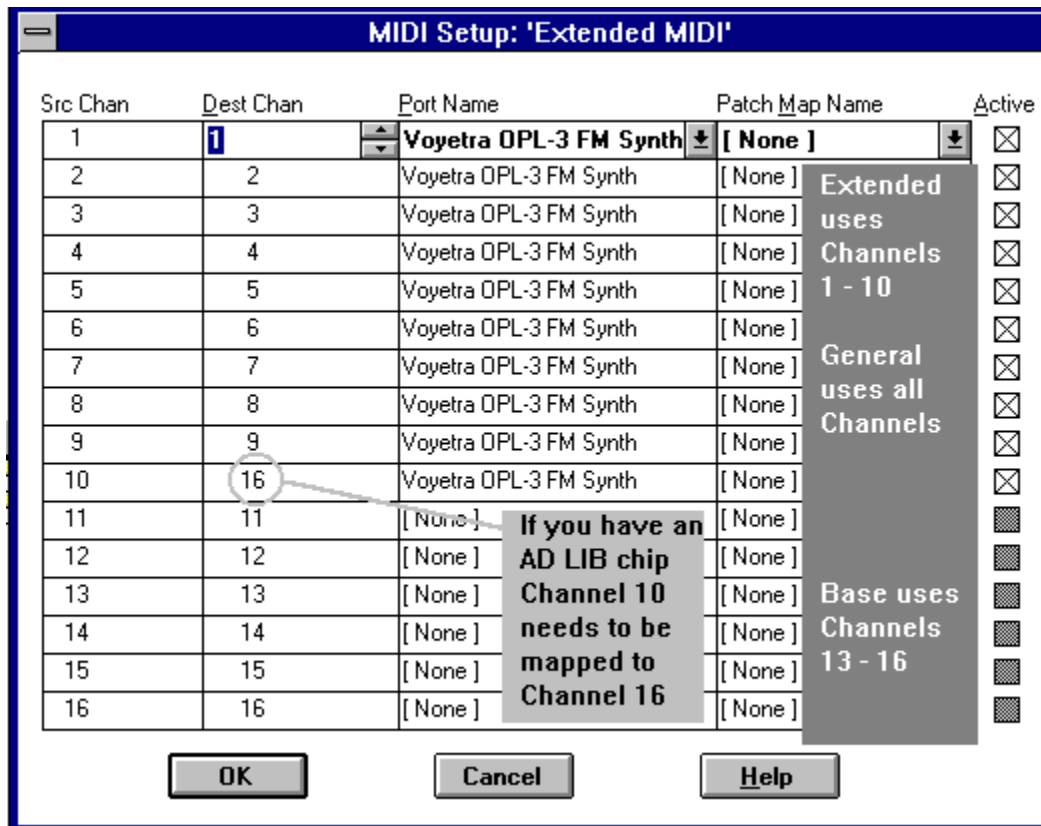 MIDI Setup: 'Extended MIDI'
Src Chan Dest Chan Port Name Patch Map Name Active
1 1 Voyetra OPL-3 FM Synth [ None ]
2 2 Voyetra OPL-3 FM Synth [ None ]
3 3 Voyetra OPL-3 FM Synth [ None ]
4 4 Voyetra OPL-3 FM Synth [ None ]
5 5 Voyetra OPL-3 FM Synth [ None ]
6 6 Voyetra OPL-3 FM Synth [ None ]
7 7 Voyetra OPL-3 FM Synth [ None ]
8 8 Voyetra OPL-3 FM Synth [ None ]
9 9 Voyetra OPL-3 FM Synth [ None ]
10 16 Voyetra OPL-3 FM Synth [ None ]
11 11 [ None ] [ None ]
12 12 [ None ] [ None ]
13 13 [ None ] [ None ]
14 14 [ None ] [ None ]
15 15 [ None ] [ None ]
16 16 [ None ] [ None ]
Extended
uses
Channels
1 - 10
General
uses all
Channels
Base uses
Channels
13 - 16
If you have an
AD LIB chip
Channel 10
needs to be
mapped to
Channel 16
OK Cancel Help